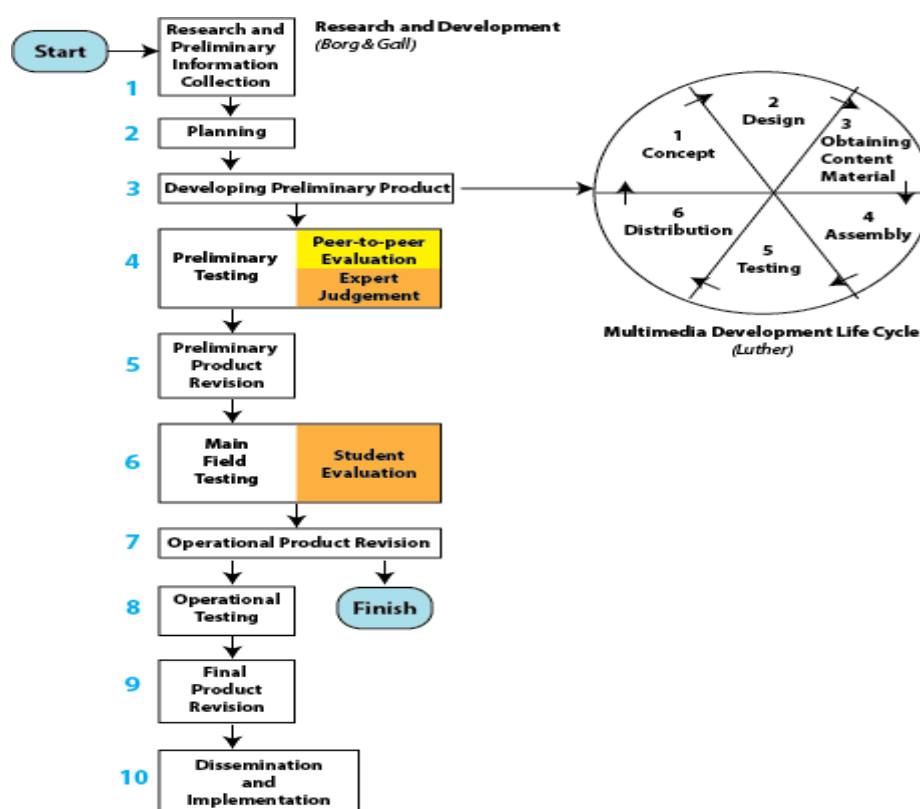 Start
Research and
Preliminary
Information
Collection
1
Research and Development
(Borg & Gall)
2
Planning
3
Developing Preliminary Product
4
Preliminary
Testing
Peer-to-peer
Evaluation
Expert
Judgement
5
Preliminary
Product
Revision
6
Main
Field
Testing
Student
Evaluation
7
Operational Product Revision
8
Operational
Testing
Finish
9
Final
Product
Revision
10
Dissemination
and
Implementation
1
Concept
2
Design
3
Obtaining
Content
Material
4
Assembly
5
Testing
6
Distribution
Multimedia Development Life Cycle
(Luther)